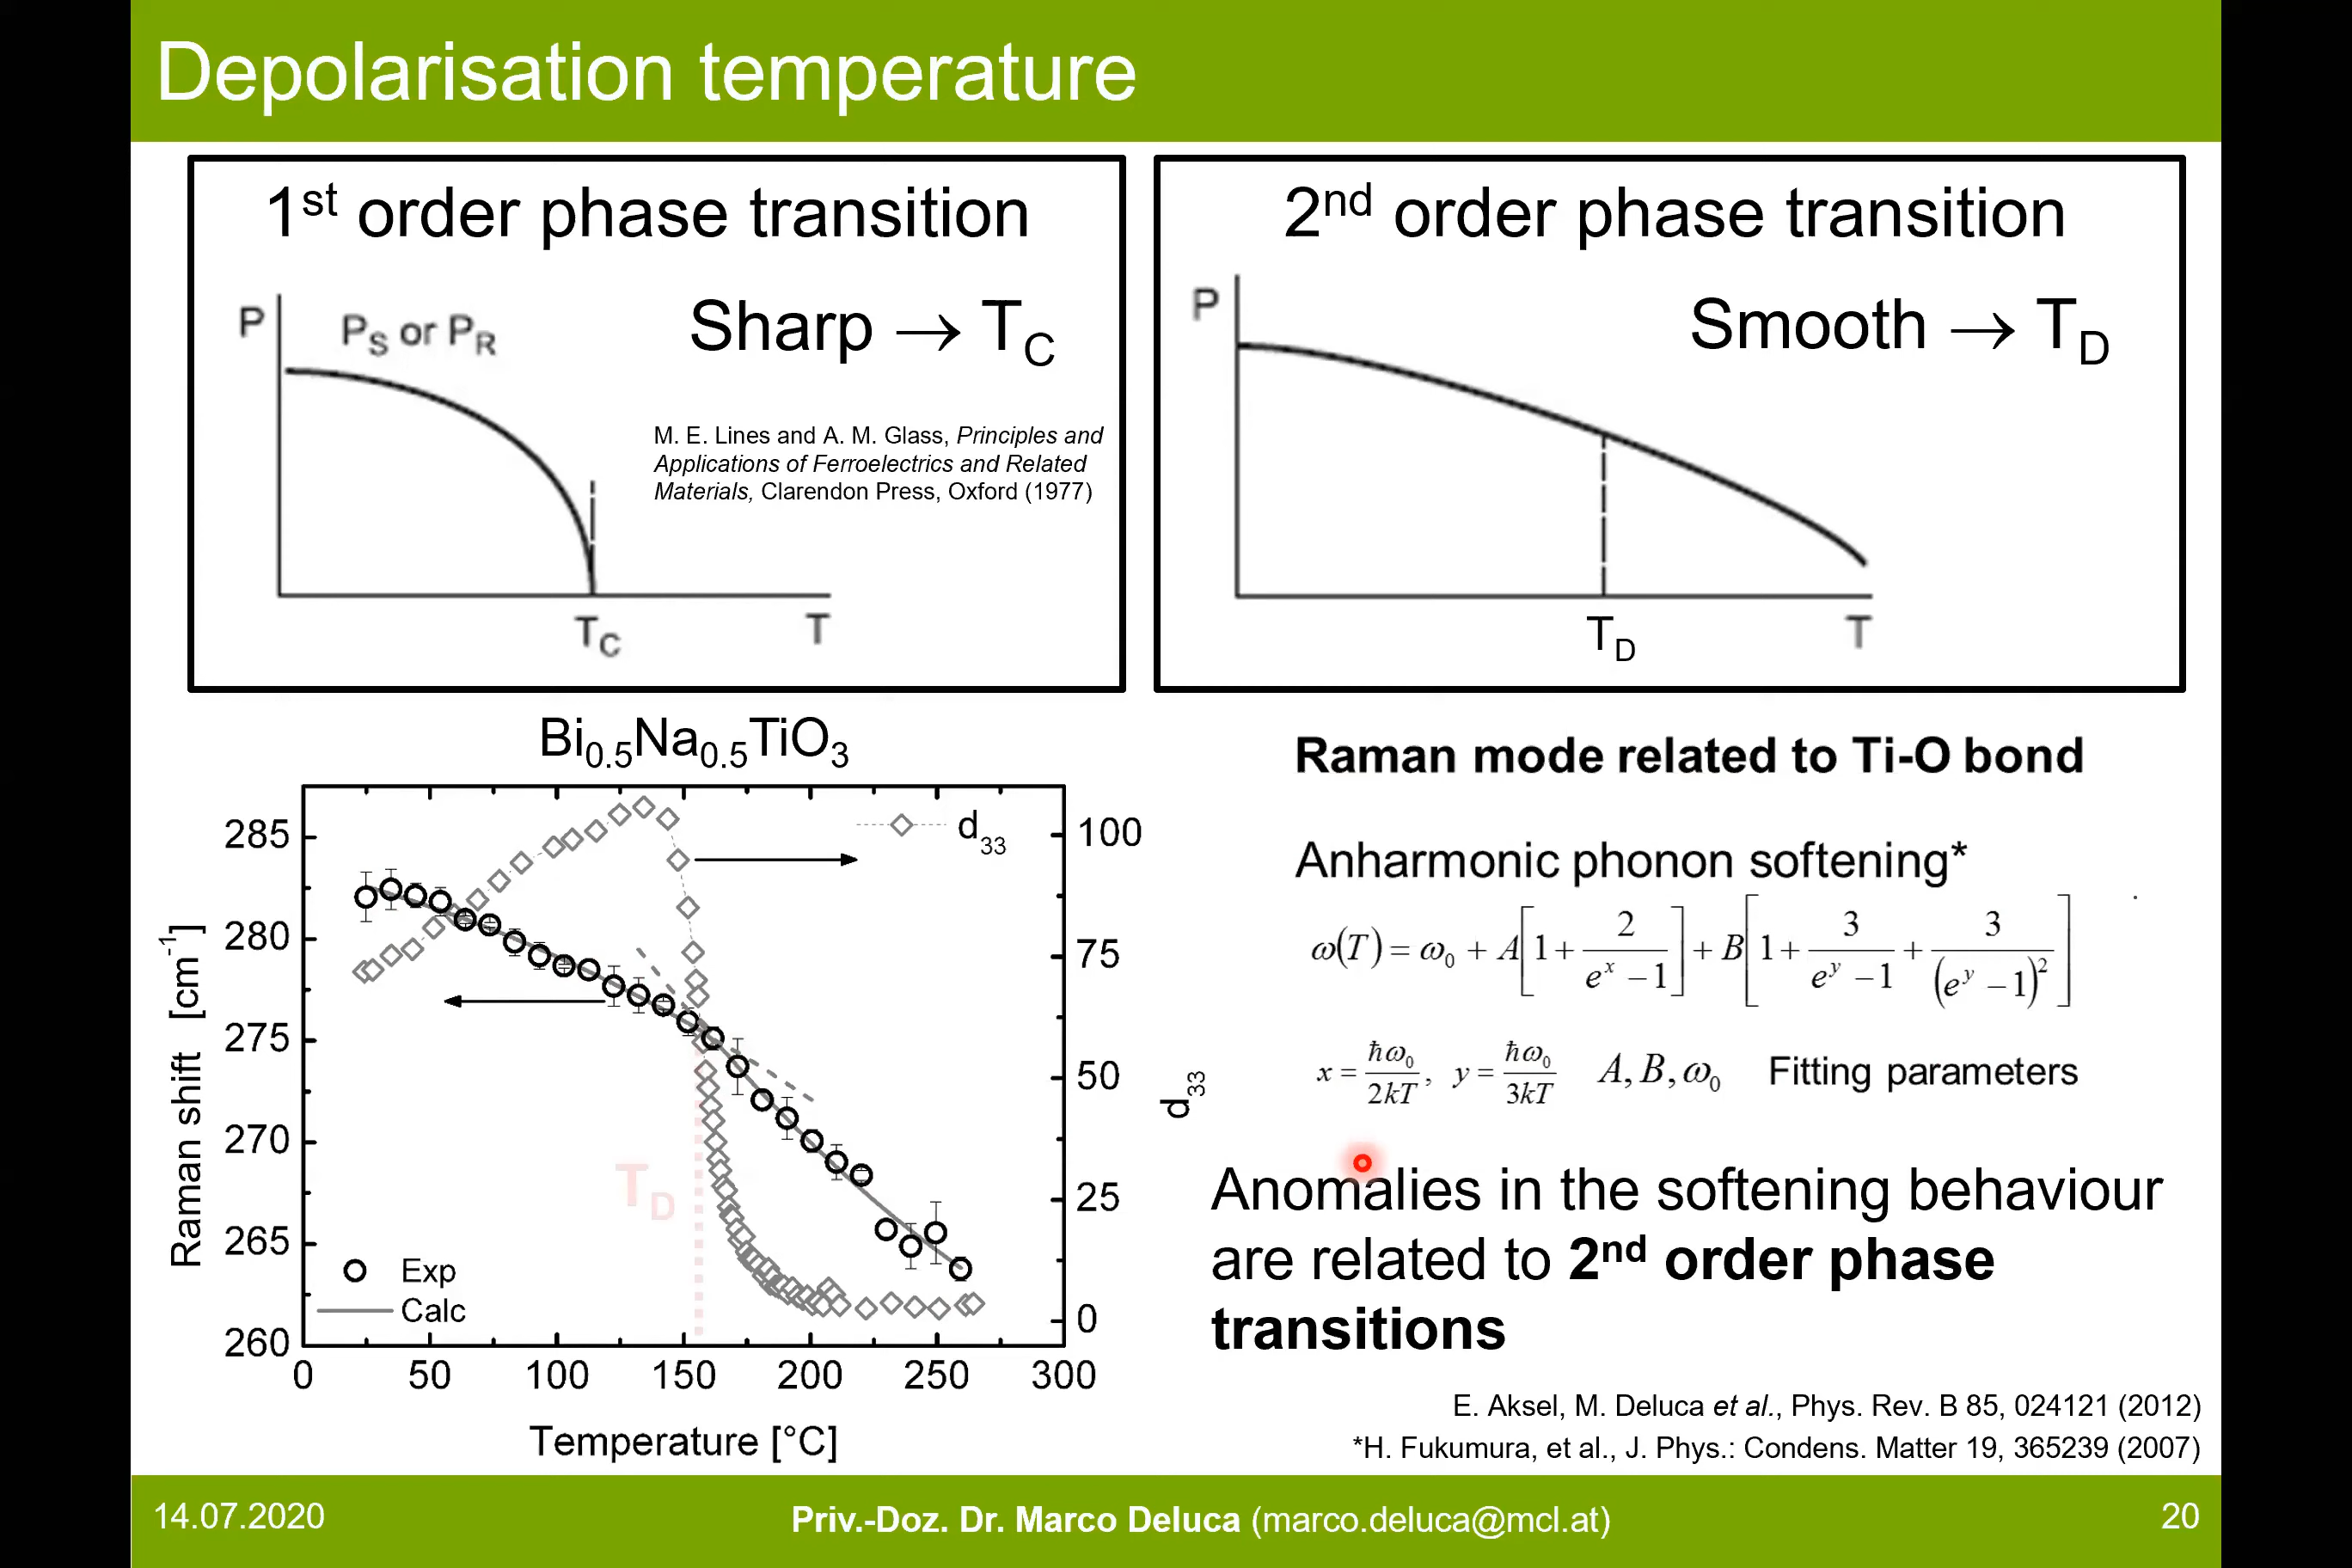 Depolarisation temperature
1st order phase transition
P
PS or PR
Sharp → TC
M. E. Lines and A. M. Glass, Principles and
Applications of Ferroelectrics and Related
Materials, Clarendon Press, Oxford (1977)
TC
T
2nd order phase transition
P
Smooth → TD
TD
T
Bi0.5Na0.5TiO3
d33
285
280
275
270
265
260
Raman shift [cm-1]
100
75
50
25
0
d33
TD
Exp
Calc
0 50 100 150 200 250 300
Temperature [°C]
Raman mode related to Ti-O bond
Anharmonic phonon softening*
ω(T) = ω0 + A[1 + 2/(e^x − 1)] + B[1 + 3/(e^y − 1) + 3/(e^y − 1)^2]
x = ħω0/2kT, y = ħω0/3kT A, B, ω0 Fitting parameters
Anomalies in the softening behaviour
are related to 2nd order phase
transitions
E. Aksel, M. Deluca et al., Phys. Rev. B 85, 024121 (2012)
*H. Fukumura, et al., J. Phys.: Condens. Matter 19, 365239 (2007)
14.07.2020
Priv.-Doz. Dr. Marco Deluca (marco.deluca@mcl.at)
20